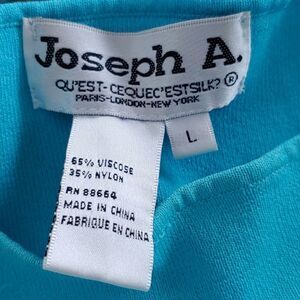 Joseph A.
QU'EST-CEQUEC'ESTSILK? ®
PARIS-LONDON-NEW YORK
L
65% VISCOSE
35% NYLON
RN 88664
MADE IN CHINA
FABRIQUE EN CHINA